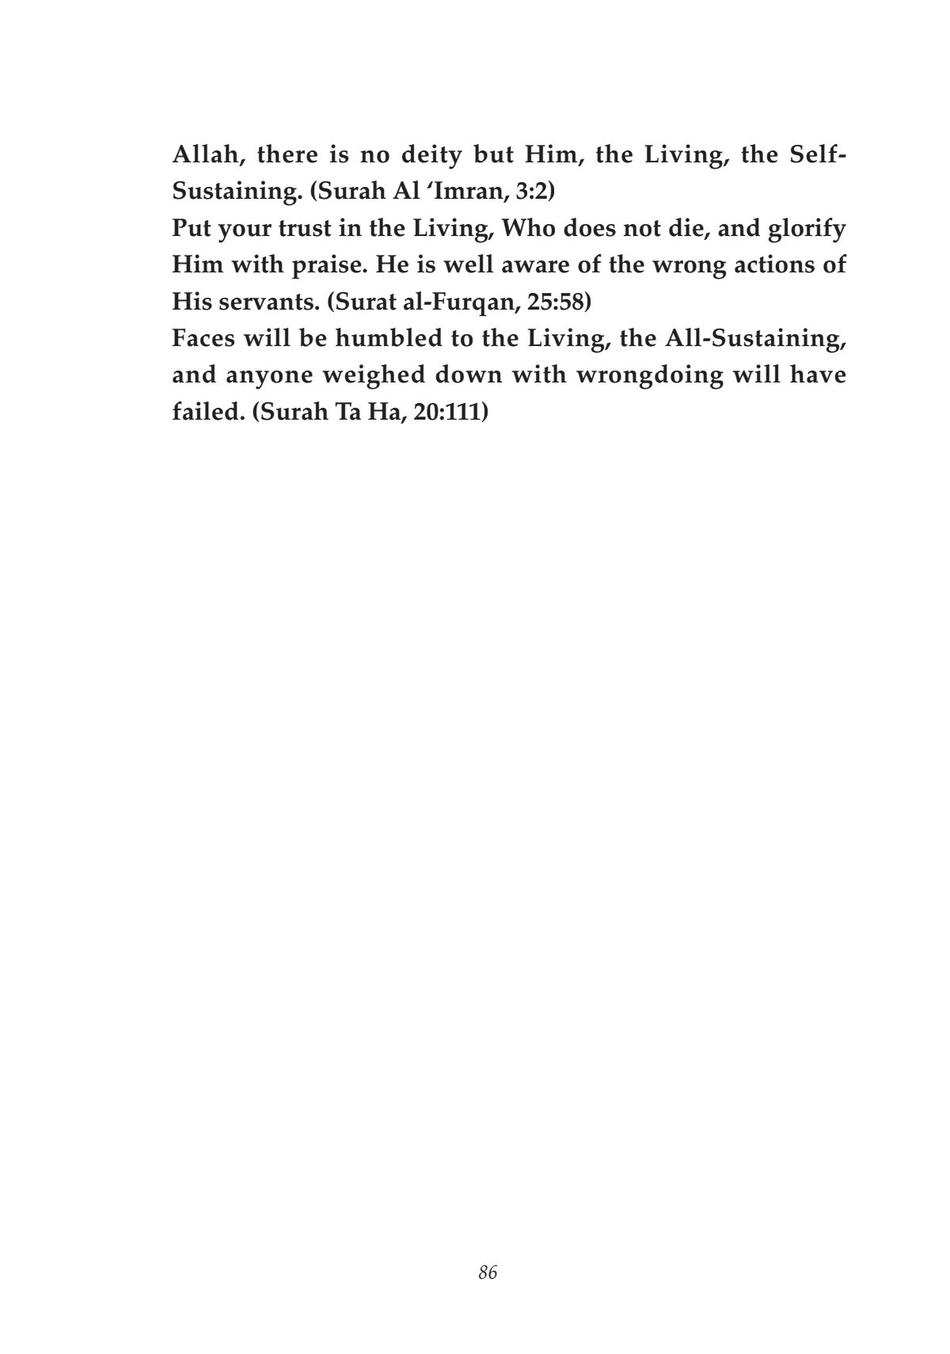 Allah, there is no deity but Him, the Living, the Self-
Sustaining. (Surah Al ‘Imran, 3:2)
Put your trust in the Living, Who does not die, and glorify
Him with praise. He is well aware of the wrong actions of
His servants. (Surat al-Furqan, 25:58)
Faces will be humbled to the Living, the All-Sustaining,
and anyone weighed down with wrongdoing will have
failed. (Surah Ta Ha, 20:111)
86